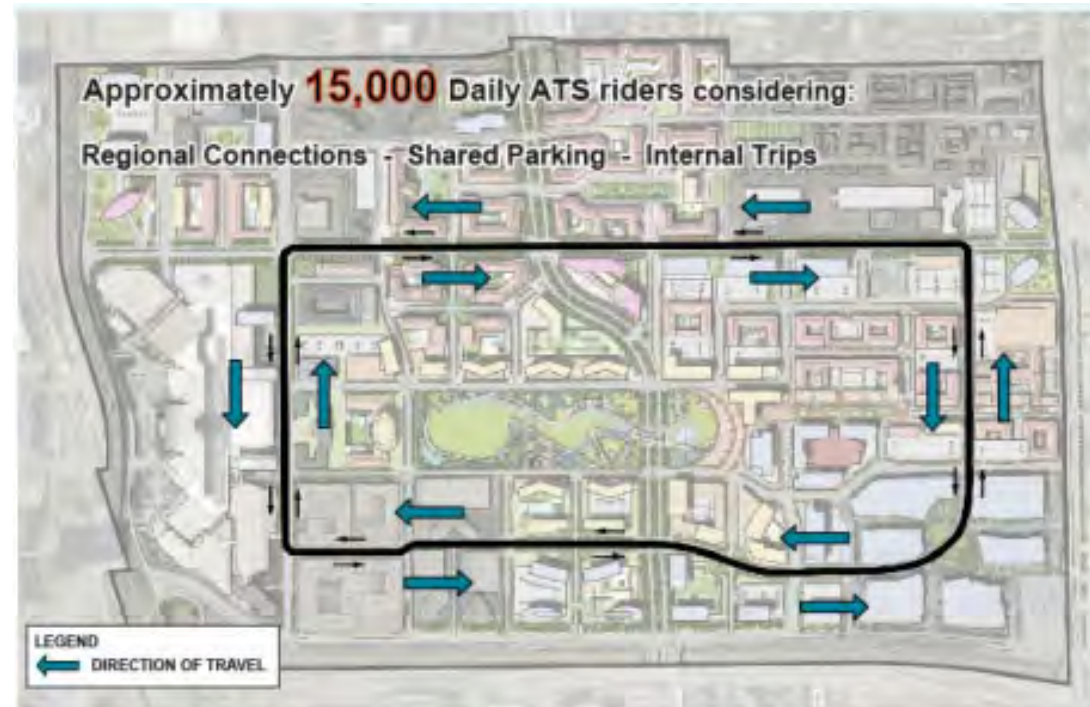 Approximately 15,000 Daily ATS riders considering:
Regional Connections - Shared Parking - Internal Trips
LEGEND
DIRECTION OF TRAVEL